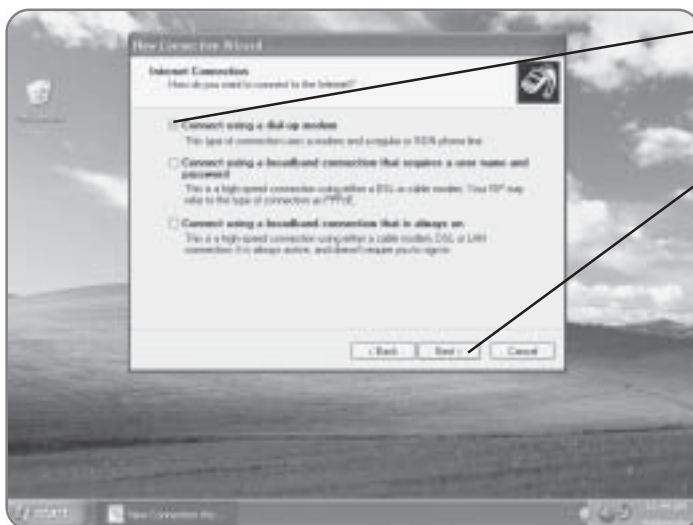 New Connection Wizard
Internet Connection
How do you want to connect to the Internet?
Connect using a dial-up modem
This type of connection uses a modem and a regular or ISDN phone line.
Connect using a broadband connection that requires a user name and
password
This is a high-speed connection using either a DSL or cable modem. Your ISP may
refer to this type of connection as PPPoE.
Connect using a broadband connection that is always on
This is a high-speed connection using either a cable modem, DSL or LAN
connection. It is always active, and doesn't require you to sign in.
< Back
Next >
Cancel
start
New Connection Wiz...